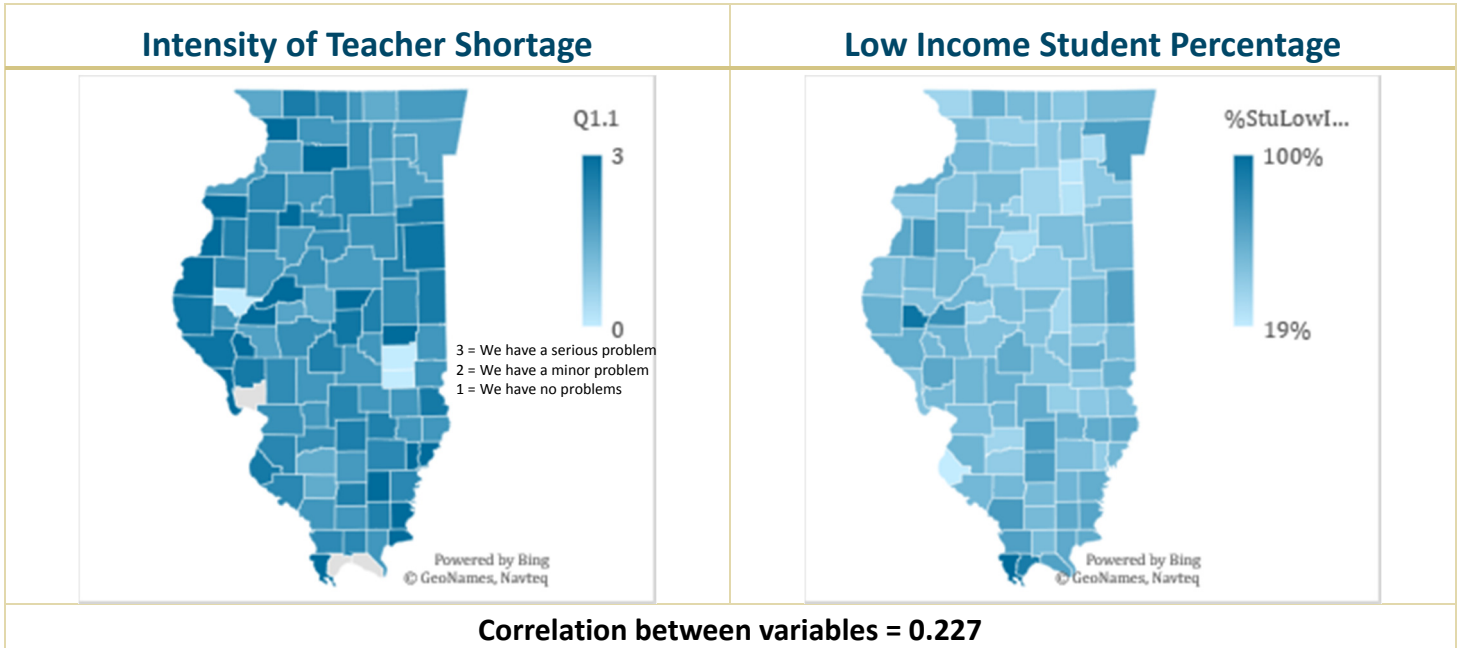 Intensity of Teacher Shortage
Low Income Student Percentage
Q1.1
3
0
3 = We have a serious problem
2 = We have a minor problem
1 = We have no problems
Powered by Bing
© GeoNames, Navteq
%StuLowI...
100%
19%
Powered by Bing
© GeoNames, Navteq
Correlation between variables = 0.227